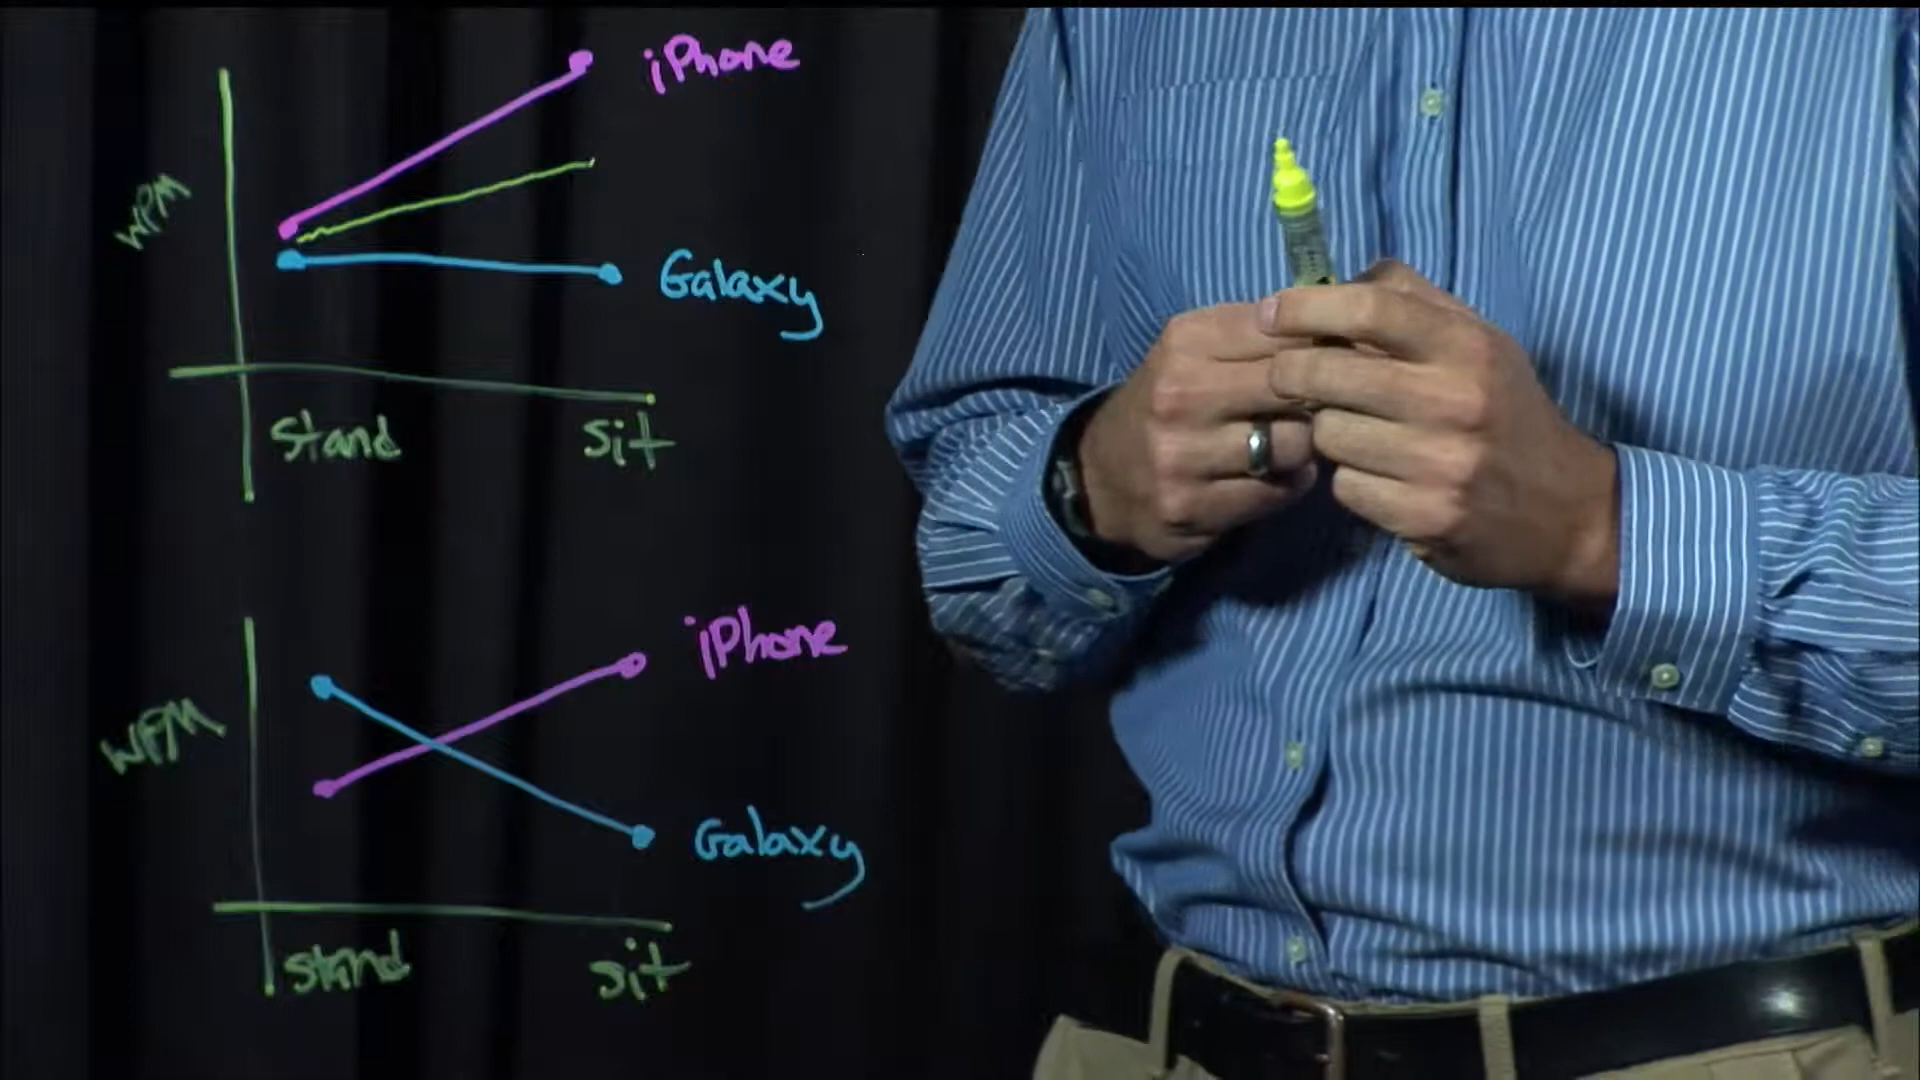 iPhone
WPM
Galaxy
Stand
sit
iPhone
WPM
Galaxy
stand
sit